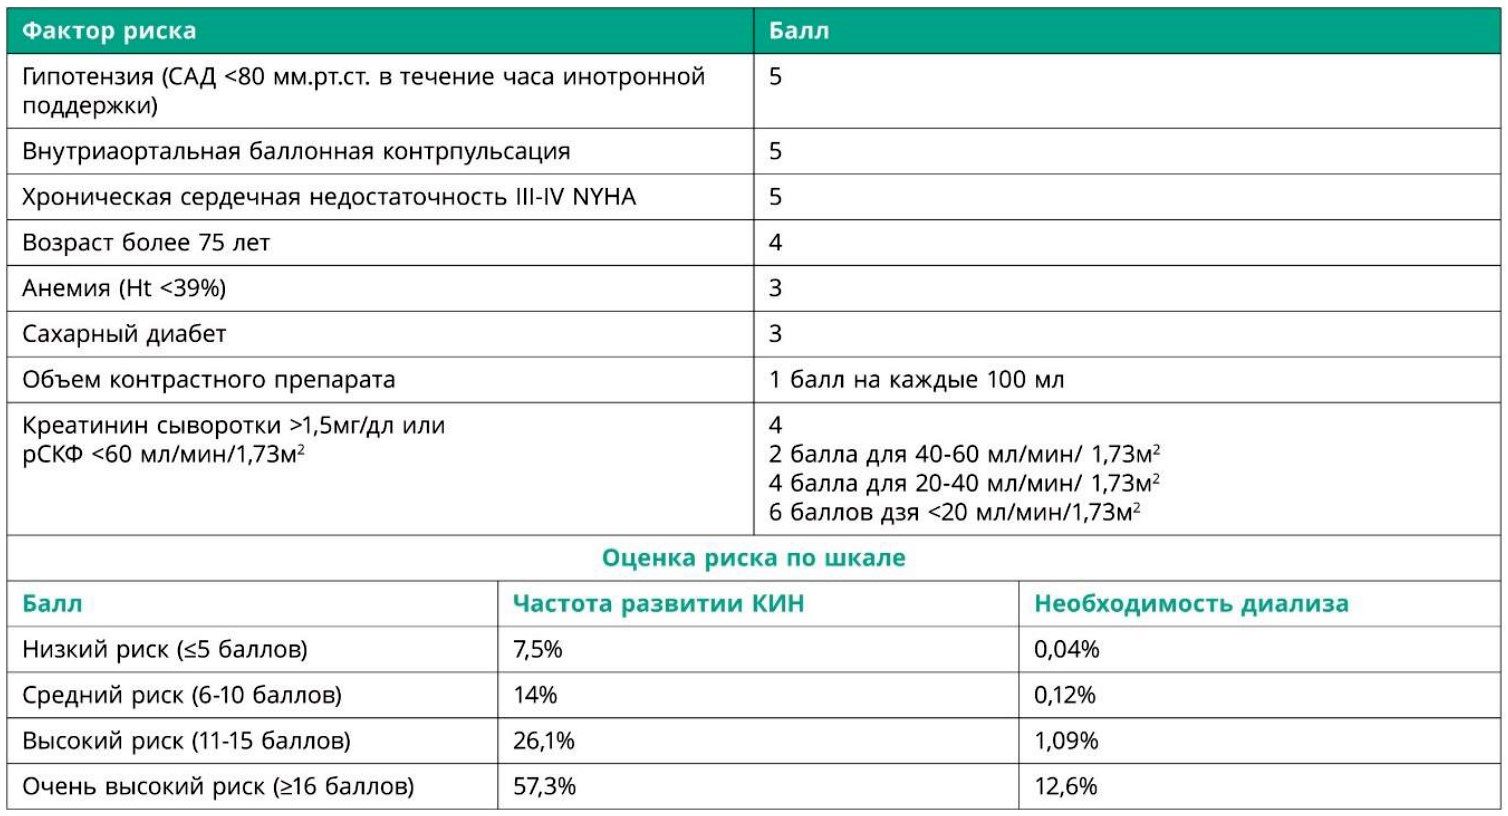 Фактор риска
Балл
Гипотензия (САД <80 мм.рт.ст. в течение часа инотронной
поддержки)
5
Внутриаортальная баллонная контрпульсация
5
Хроническая сердечная недостаточность III-IV NYHA
5
Возраст более 75 лет
4
Анемия (Ht <39%)
3
Сахарный диабет
3
Объем контрастного препарата
1 балл на каждые 100 мл
Креатинин сыворотки >1,5мг/дл или
рСКФ <60 мл/мин/1,73м²
4
2 балла для 40-60 мл/мин/ 1,73м²
4 балла для 20-40 мл/мин/ 1,73м²
6 баллов дзя <20 мл/мин/1,73м²
Оценка риска по шкале
Балл
Частота развитии КИН
Необходимость диализа
Низкий риск (≤5 баллов)
7,5%
0,04%
Средний риск (6-10 баллов)
14%
0,12%
Высокий риск (11-15 баллов)
26,1%
1,09%
Очень высокий риск (≥16 баллов)
57,3%
12,6%